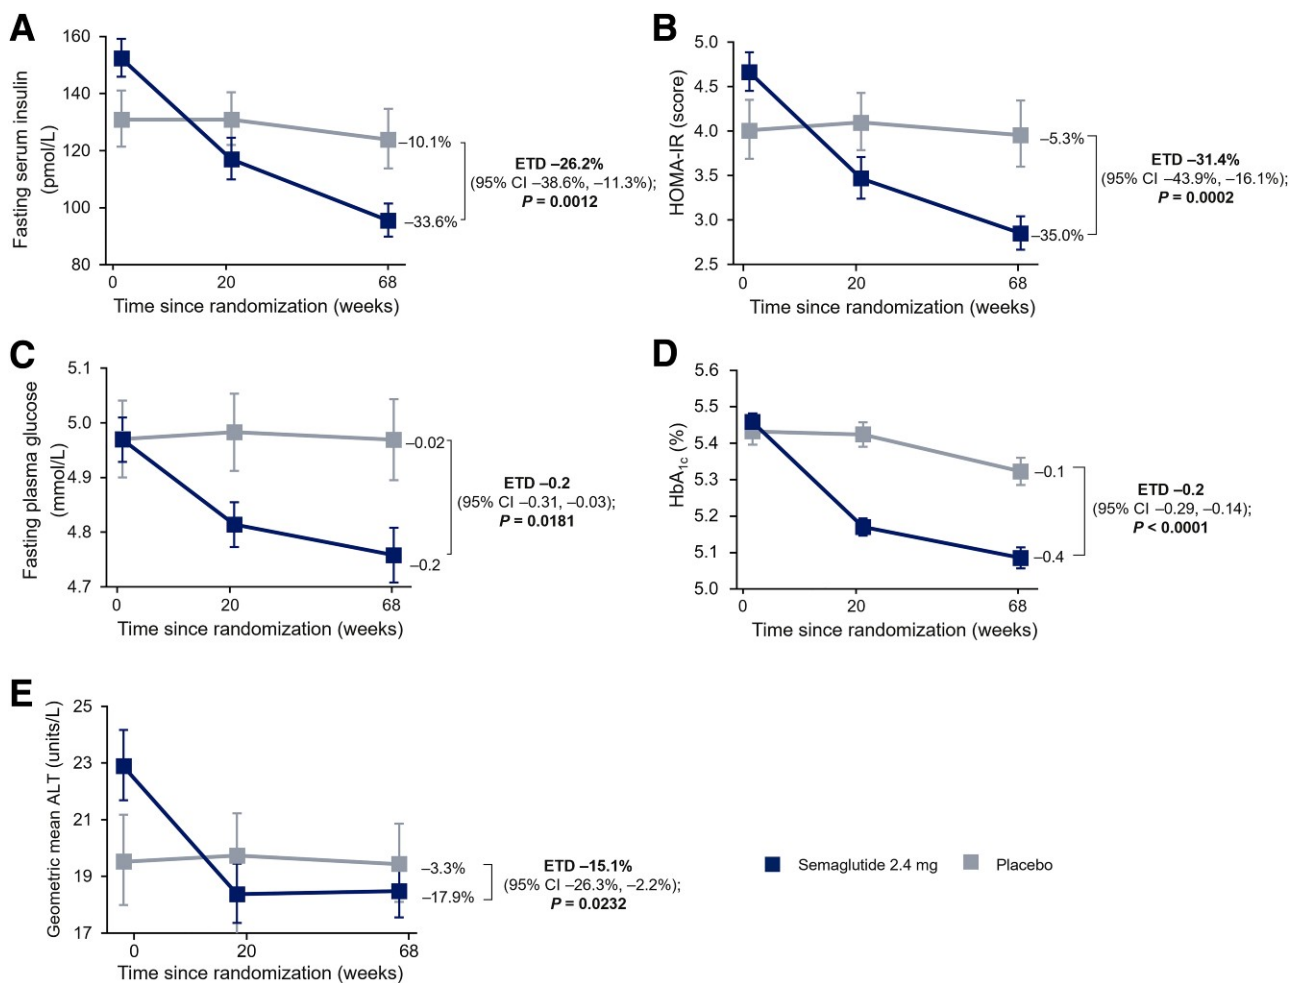 A
Fasting serum insulin
(pmol/L)
160
140
120
100
80
0
20
68
Time since randomization (weeks)
–10.1%
–33.6%
ETD –26.2%
(95% CI –38.6%, –11.3%);
P = 0.0012
B
HOMA-IR (score)
5.0
4.5
4.0
3.5
3.0
2.5
0
20
68
Time since randomization (weeks)
–5.3%
–35.0%
ETD –31.4%
(95% CI –43.9%, –16.1%);
P = 0.0002
C
Fasting plasma glucose
(mmol/L)
5.1
5.0
4.9
4.8
4.7
0
20
68
Time since randomization (weeks)
–0.02
–0.2
ETD –0.2
(95% CI –0.31, –0.03);
P = 0.0181
D
HbA1c (%)
5.6
5.5
5.4
5.3
5.2
5.1
5.0
0
20
68
Time since randomization (weeks)
–0.1
–0.4
ETD –0.2
(95% CI –0.29, –0.14);
P < 0.0001
E
Geometric mean ALT (units/L)
25
23
21
19
17
0
20
68
Time since randomization (weeks)
–3.3%
–17.9%
ETD –15.1%
(95% CI –26.3%, –2.2%);
P = 0.0232
Semaglutide 2.4 mg
Placebo